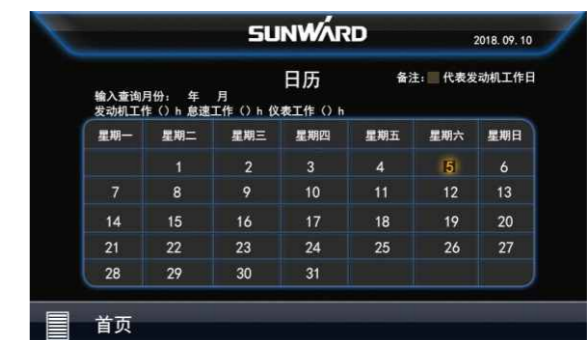 SUNWARD
2018. 09. 10
日历
备注: 代表发动机工作日
输入查询月份: 年 月
发动机工作 () h 怠速工作 () h 仪表工作 () h
星期一 星期二 星期三 星期四 星期五 星期六 星期日
1 2 3 4 5 6
7 8 9 10 11 12 13
14 15 16 17 18 19 20
21 22 23 24 25 26 27
28 29 30 31
首页